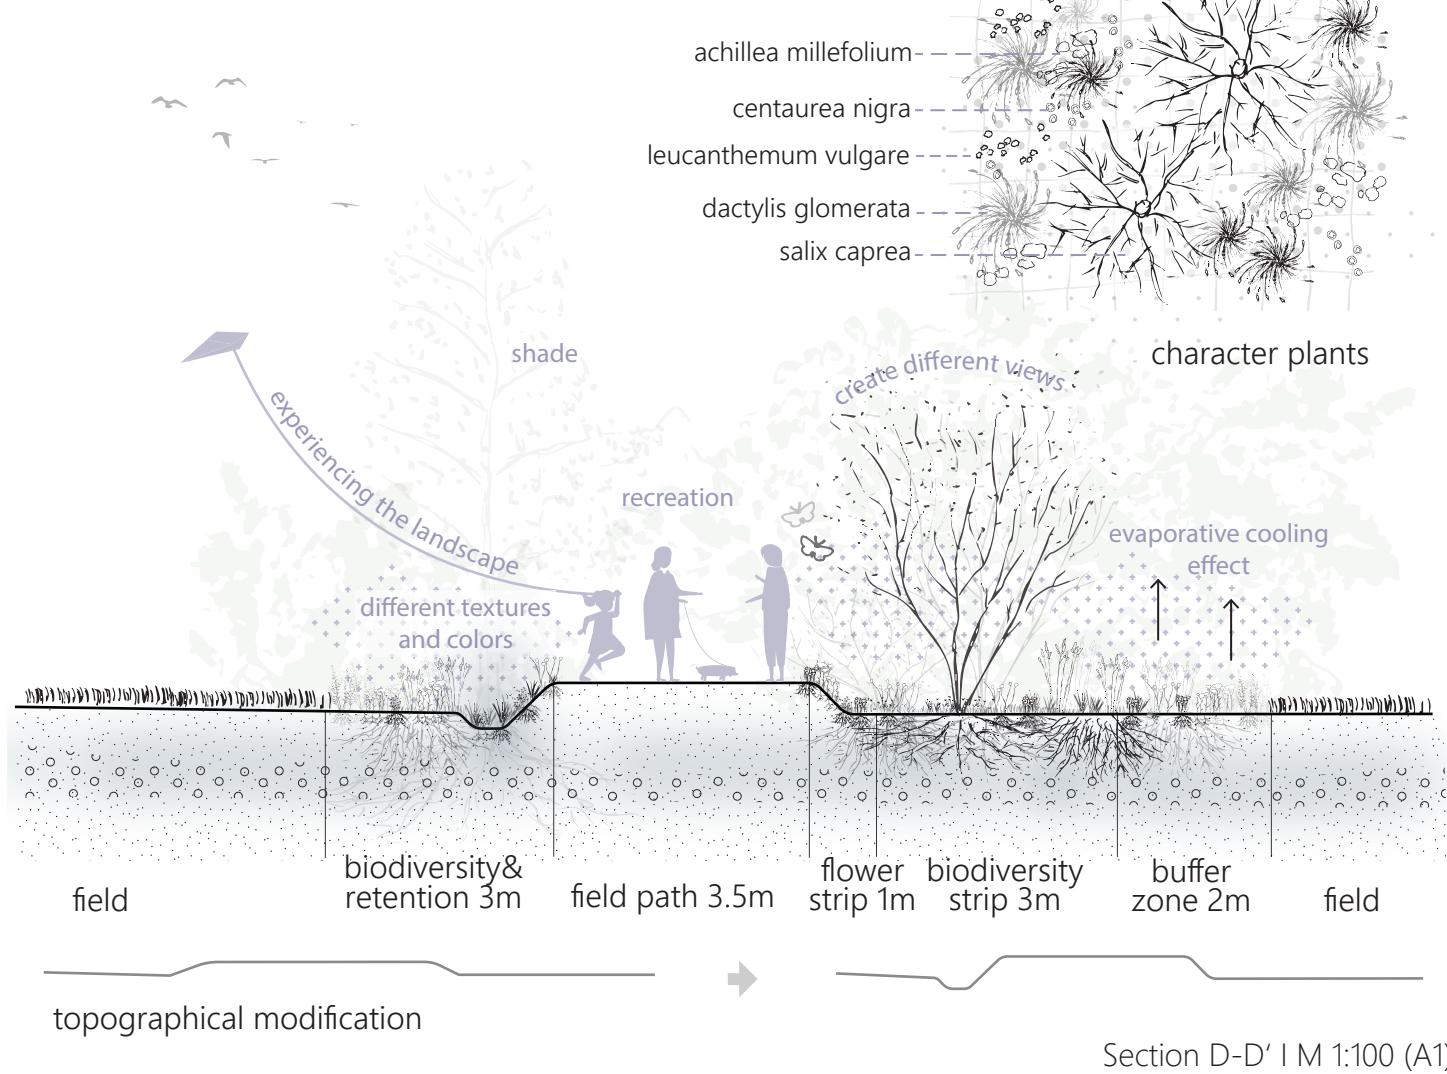 achillea millefolium
centaurea nigra
leucanthemum vulgare
dactylis glomerata
salix caprea
character plants
shade
create different views
experiencing the landscape
recreation
evaporative cooling
effect
different textures
and colors
field
biodiversity&
retention 3m
field path 3.5m
flower
strip 1m
biodiversity
strip 3m
buffer
zone 2m
field
topographical modification
Section D-D‘ I M 1:100 (A1)